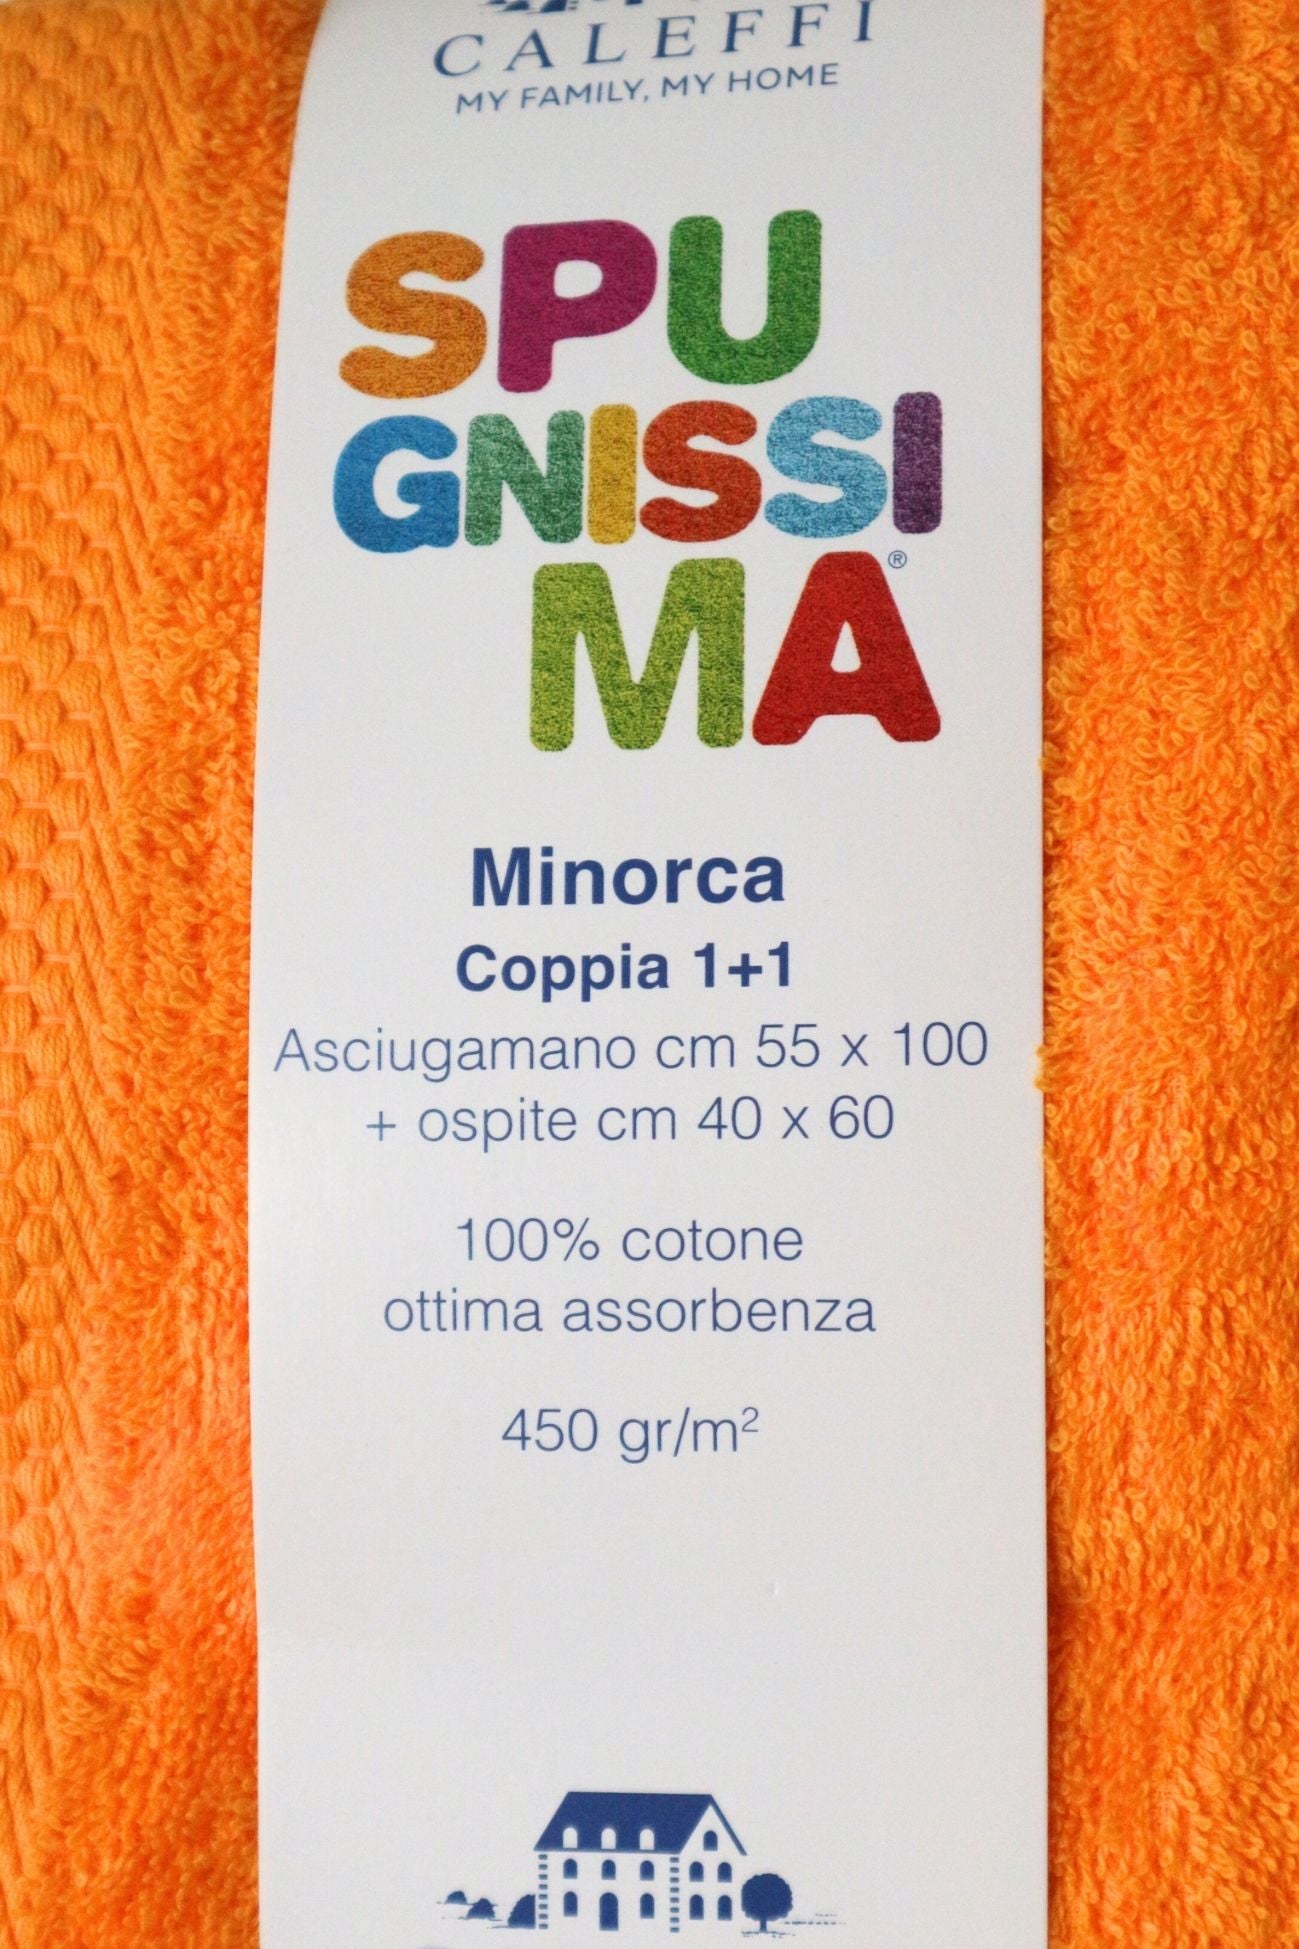 CALEFFI
MY FAMILY, MY HOME
SPU
GNISSI
MA®
Minorca
Coppia 1+1
Asciugamano cm 55 x 100
+ ospite cm 40 x 60
100% cotone
ottima assorbenza
450 gr/m²